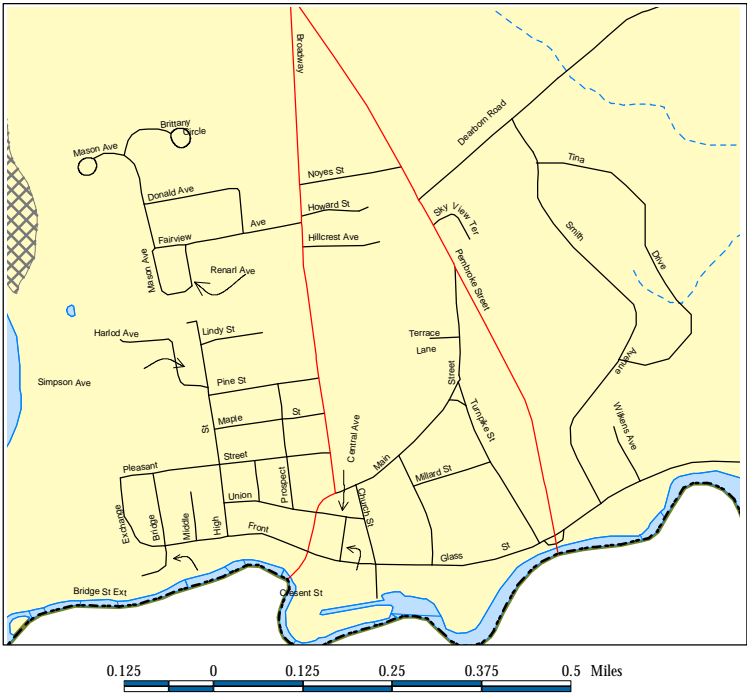 Broadway
Dearborn Road
Brittany
Circle
Mason Ave
Tina
Noyes St
Donald Ave
Howard St
Sky View Ter
Ave
Fairview
Hillcrest Ave
Smith
Drive
Mason Ave
Renarl Ave
Pembroke Street
Harlod Ave
Lindy St
Terrace
Lane
Avenue
Simpson Ave
Pine St
Street
St
Maple
St
Turnpike St
Wilkens Ave
Central Ave
Street
Main
Pleasant
Millard St
Prospect
Union
Church St
Exchange
Bridge
Middle
High
Front
Glass
St
Bridge St Ext
Cresent St
0.125 0 0.125 0.25 0.375 0.5 Miles